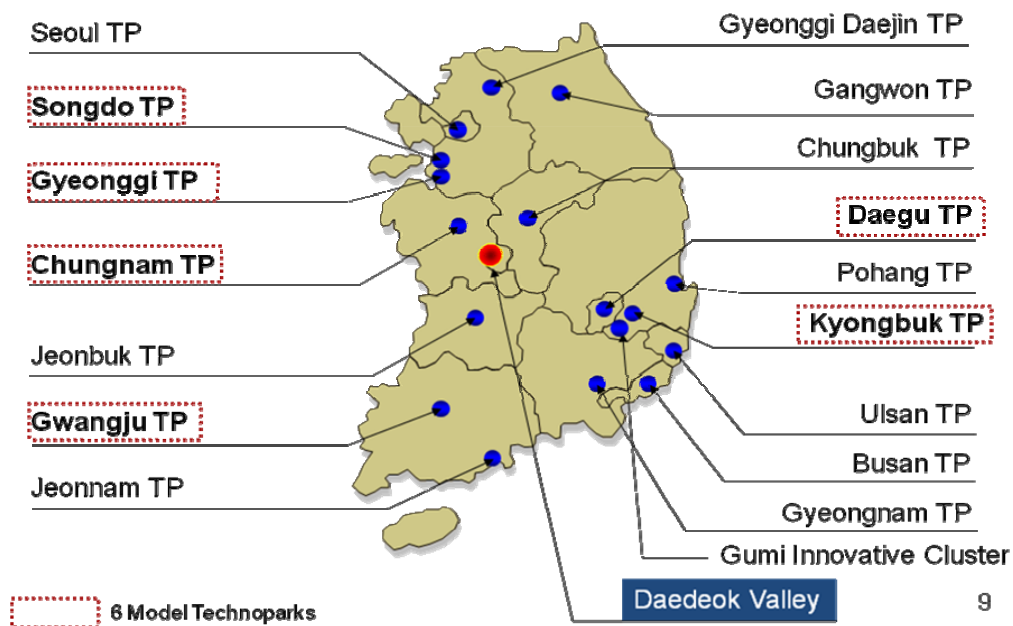 Seoul TP
Songdo TP
Gyeonggi TP
Chungnam TP
Jeonbuk TP
Gwangju TP
Jeonnam TP
Gyeonggi Daejin TP
Gangwon TP
Chungbuk TP
Daegu TP
Pohang TP
Kyongbuk TP
Ulsan TP
Busan TP
Gyeongnam TP
Gumi Innovative Cluster
Daedeok Valley
6 Model Technoparks
9